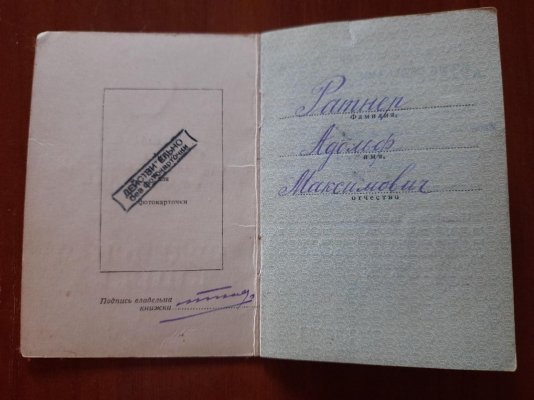 ДЕЙСТВИТЕЛЬНО
без фотокарточки
фотокарточки
Подпись владельца
книжки
Ратнер
Фамилия,
Адольф
имя,
Максимович
отчество